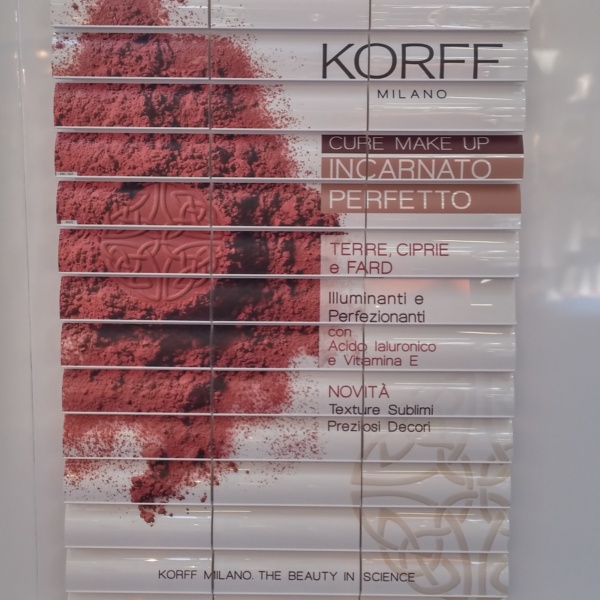 KORFF
MILANO
CURE MAKE UP
INCARNATO
PERFETTO
TERRE, CIPRIE
e FARD
Illuminanti e
Perfezionanti
con
Acido Ialuronico
e Vitamina E
NOVITÀ
Texture Sublimi
Preziosi Decori
KORFF MILANO. THE BEAUTY IN SCIENCE